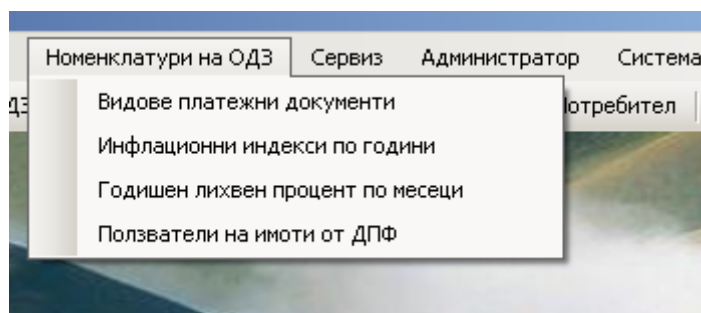 Номенклатури на ОДЗ Сервиз Администратор Система
Видове платежни документи
Инфлационни индекси по години
Годишен лихвен процент по месеци
Ползватели на имоти от ДПФ